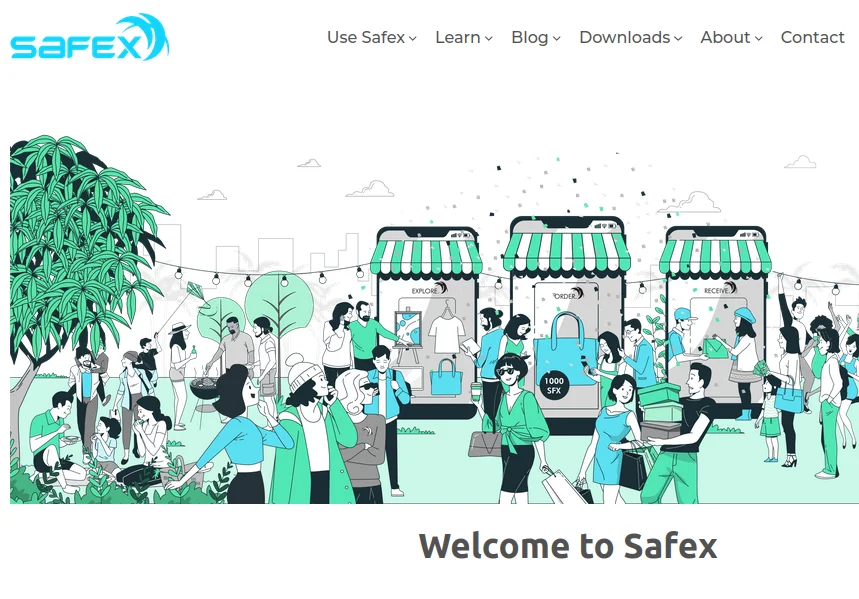 SAFEX
Use Safex Learn Blog Downloads About Contact
EXPLORE
ORDER
RECEIVE
1000
SFX
Welcome to Safex